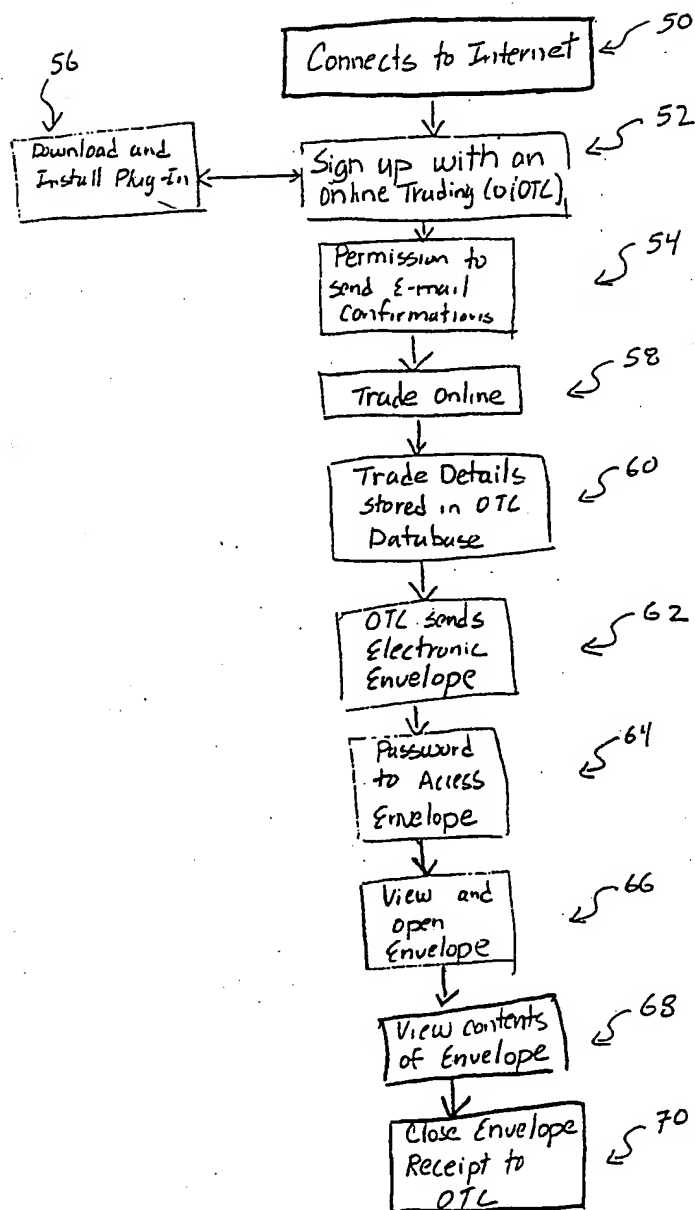 50
Connects to Internet
56
52
Download and
Install Plug-In
Sign up with an
Online Trading (oiOTC)
54
Permission to
send E-mail
Confirmations
58
Trade Online
60
Trade Details
stored in OTC
Database
62
OTC sends
Electronic
Envelope
64
Password
to Access
Envelope
66
View and
open
Envelope
68
View contents
of Envelope
70
Close Envelope
Receipt to
OTC